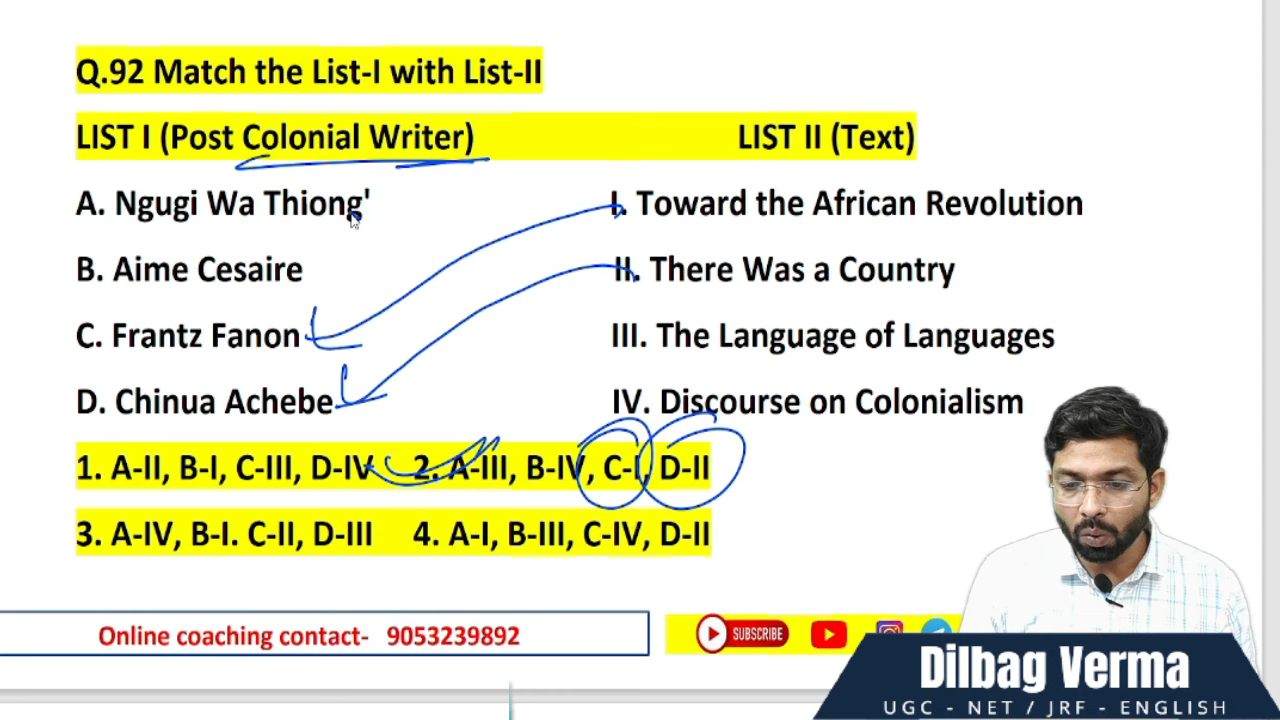 Q.92 Match the List-I with List-II
LIST I (Post Colonial Writer) LIST II (Text)
A. Ngugi Wa Thiong' I. Toward the African Revolution
B. Aime Cesaire II. There Was a Country
C. Frantz Fanon III. The Language of Languages
D. Chinua Achebe IV. Discourse on Colonialism
1. A-II, B-I, C-III, D-IV 2. A-III, B-IV, C-I, D-II
3. A-IV, B-I. C-II, D-III 4. A-I, B-III, C-IV, D-II
Online coaching contact- 9053239892 SUBSCRIBE
Dilbag Verma
UGC - NET / JRF - ENGLISH